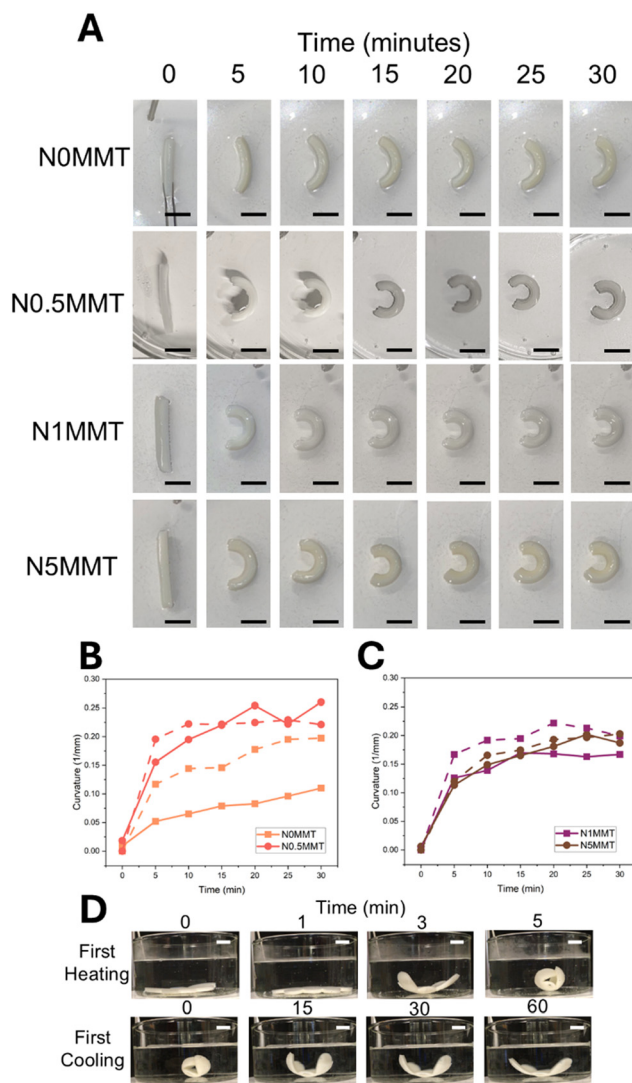 A
Time (minutes)
0 5 10 15 20 25 30
N0MMT
N0.5MMT
N1MMT
N5MMT
B
C
0.30
0.25
0.20
0.15
0.10
0.05
0.00
Curvature (1/mm)
N0MMT
N0.5MMT
0 5 10 15 20 25 30
Time (min)
0.30
0.25
0.20
0.15
0.10
0.05
0.00
Curvature (1/mm)
N1MMT
N5MMT
0 5 10 15 20 25 30
Time (min)
D
Time (min)
0 1 3 5
First
Heating
0 15 30 60
First
Cooling